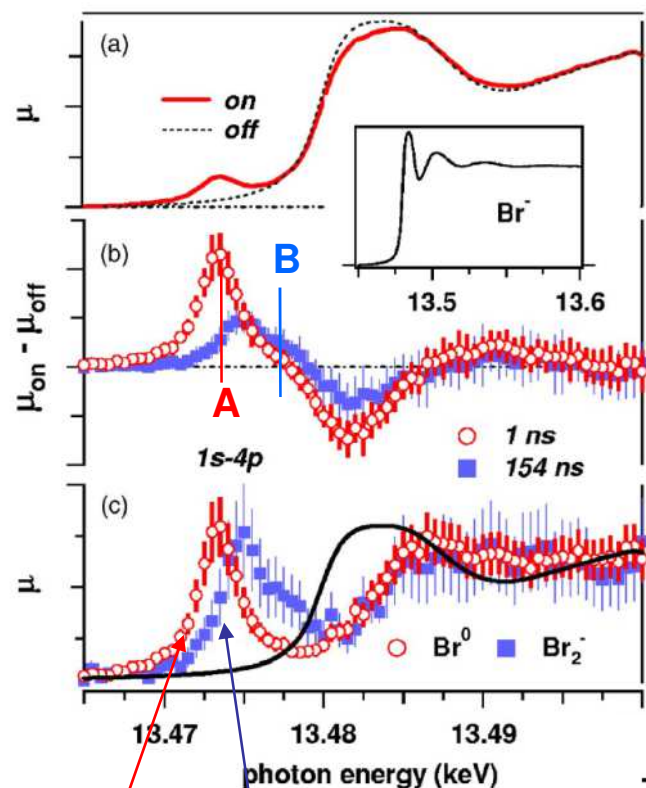 (a)
μ
on
off
Br⁻
13.5
13.6
(b)
B
μon - μoff
A
1s-4p
1 ns
154 ns
(c)
μ
Br⁰
Br₂⁻
13.47
13.48
13.49
photon energy (keV)